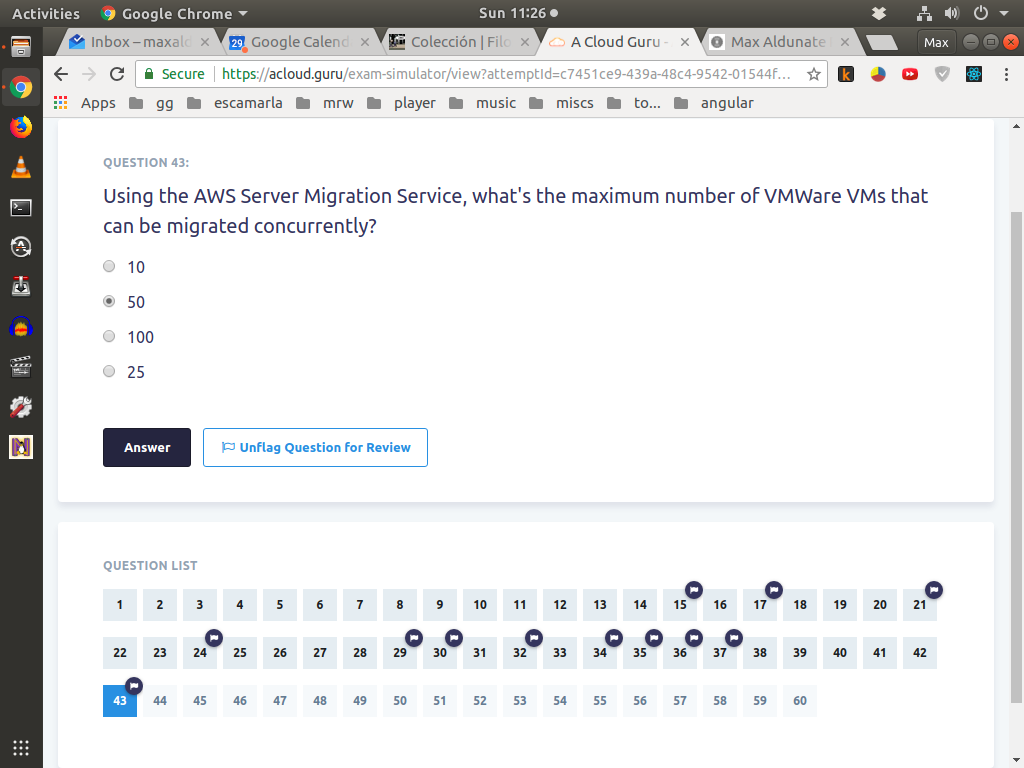 Activities Google Chrome Sun 11:26
Inbox – maxald Google Calend Colección | Filo A Cloud Guru - Max Aldunate Max
Secure https://acloud.guru/exam-simulator/view?attemptId=c7451ce9-439a-48c4-9542-01544f...
Apps gg escamarla mrw player music miscs to... angular
QUESTION 43:
Using the AWS Server Migration Service, what's the maximum number of VMWare VMs that
can be migrated concurrently?
10
50
100
25
Answer Unflag Question for Review
QUESTION LIST
1 2 3 4 5 6 7 8 9 10 11 12 13 14 15 16 17 18 19 20 21
22 23 24 25 26 27 28 29 30 31 32 33 34 35 36 37 38 39 40 41 42
43 44 45 46 47 48 49 50 51 52 53 54 55 56 57 58 59 60